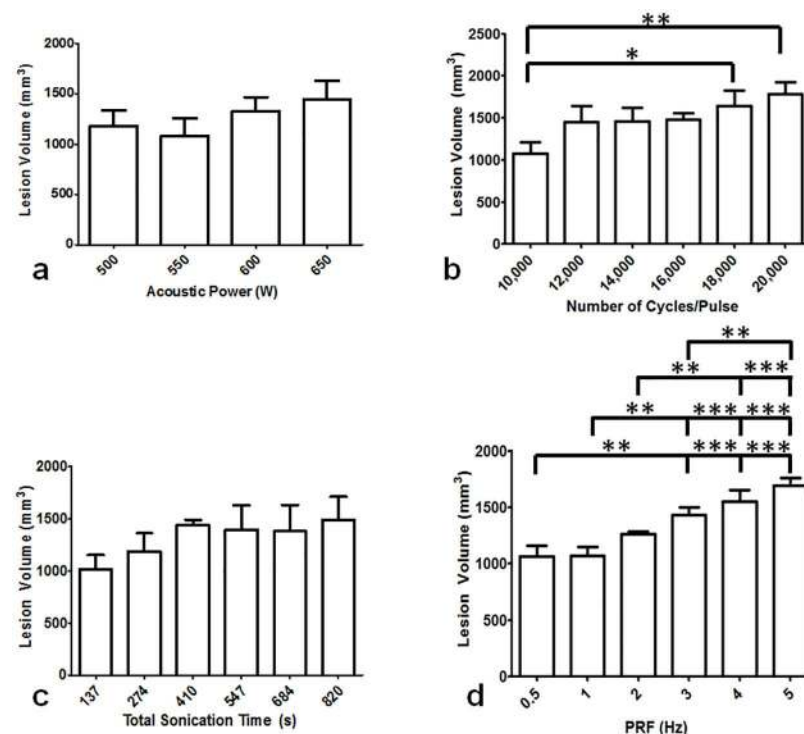 2000
1500
1000
500
0
Lesion Volume (mm³)
500 550 600 650
Acoustic Power (W)
a
** 
*
2500
2000
1500
1000
500
0
Lesion Volume (mm³)
10,000 12,000 14,000 16,000 18,000 20,000
Number of Cycles/Pulse
b
2000
1500
1000
500
0
Lesion Volume (mm³)
137 274 410 547 684 820
Total Sonication Time (s)
c
**
** ***
** *** ***
** *** ***
2000
1500
1000
500
0
Lesion Volume (mm³)
0.5 1 2 3 4 5
PRF (Hz)
d